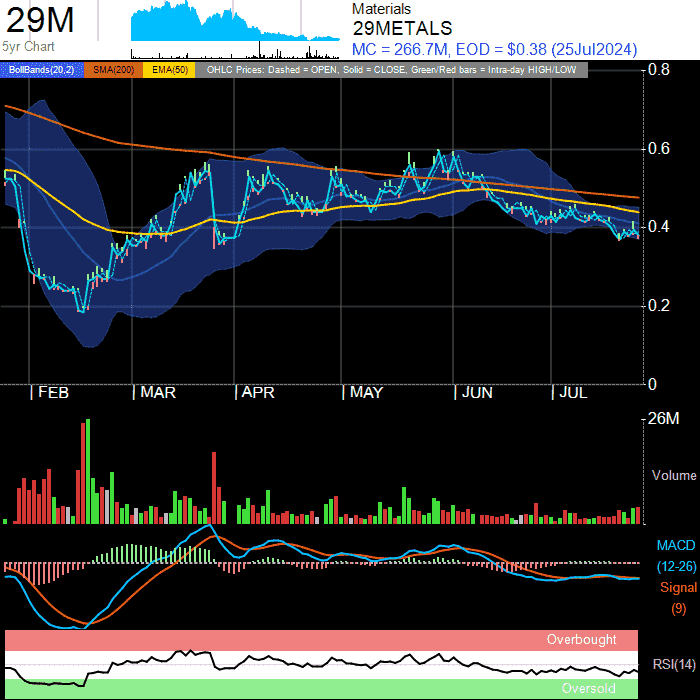 29M
5yr Chart
Materials
29METALS
MC = 266.7M, EOD = $0.38 (25Jul2024)
BollBands(20,2) SMA(200) EMA(50) OHLC Prices: Dashed = OPEN, Solid = CLOSE, Green/Red bars = Intra-day HIGH/LOW
0.8
0.6
0.4
0.2
0
| FEB | MAR | APR | MAY | JUN | JUL
26M
Volume
MACD
(12-26)
Signal
(9)
Overbought
RSI(14)
Oversold